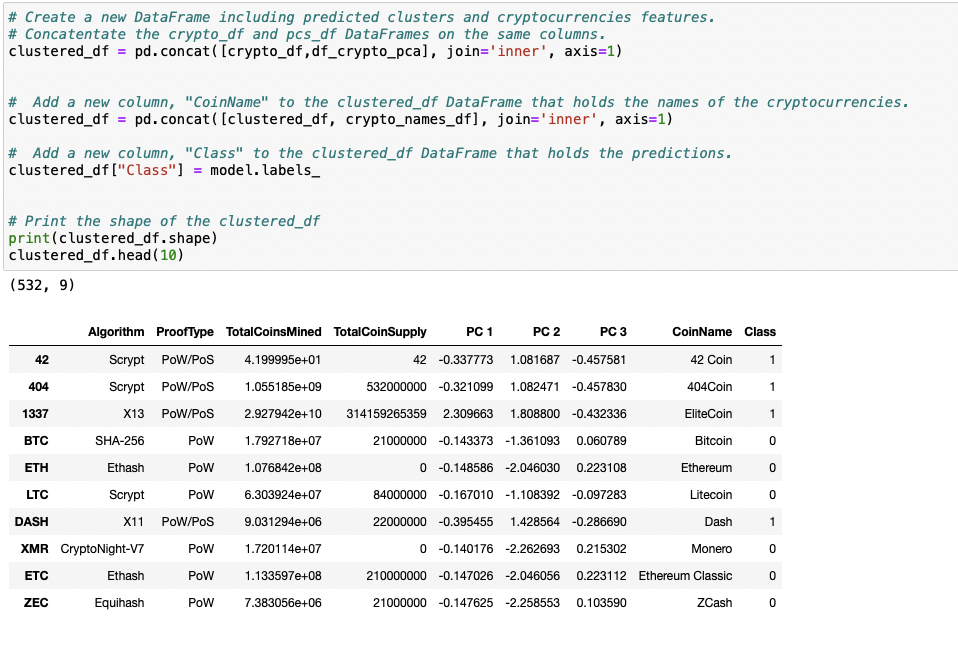 # Create a new DataFrame including predicted clusters and cryptocurrencies features.
# Concatentate the crypto_df and pcs_df DataFrames on the same columns.
clustered_df = pd.concat([crypto_df,df_crypto_pca], join='inner', axis=1)
#  Add a new column, "CoinName" to the clustered_df DataFrame that holds the names of the cryptocurrencies.
clustered_df = pd.concat([clustered_df, crypto_names_df], join='inner', axis=1)
#  Add a new column, "Class" to the clustered_df DataFrame that holds the predictions.
clustered_df["Class"] = model.labels_
# Print the shape of the clustered_df
print(clustered_df.shape)
clustered_df.head(10)
(532, 9)
Algorithm ProofType TotalCoinsMined TotalCoinSupply PC 1 PC 2 PC 3 CoinName Class
42 Scrypt PoW/PoS 4.199995e+01 42 -0.337773 1.081687 -0.457581 42 Coin 1
404 Scrypt PoW/PoS 1.055185e+09 532000000 -0.321099 1.082471 -0.457830 404Coin 1
1337 X13 PoW/PoS 2.927942e+10 314159265359 2.309663 1.808800 -0.432336 EliteCoin 1
BTC SHA-256 PoW 1.792718e+07 21000000 -0.143373 -1.361093 0.060789 Bitcoin 0
ETH Ethash PoW 1.076842e+08 0 -0.148586 -2.046030 0.223108 Ethereum 0
LTC Scrypt PoW 6.303924e+07 84000000 -0.167010 -1.108392 -0.097283 Litecoin 0
DASH X11 PoW/PoS 9.031294e+06 22000000 -0.395455 1.428564 -0.286690 Dash 1
XMR CryptoNight-V7 PoW 1.720114e+07 0 -0.140176 -2.262693 0.215302 Monero 0
ETC Ethash PoW 1.133597e+08 210000000 -0.147026 -2.046056 0.223112 Ethereum Classic 0
ZEC Equihash PoW 7.383056e+06 21000000 -0.147625 -2.258553 0.103590 ZCash 0